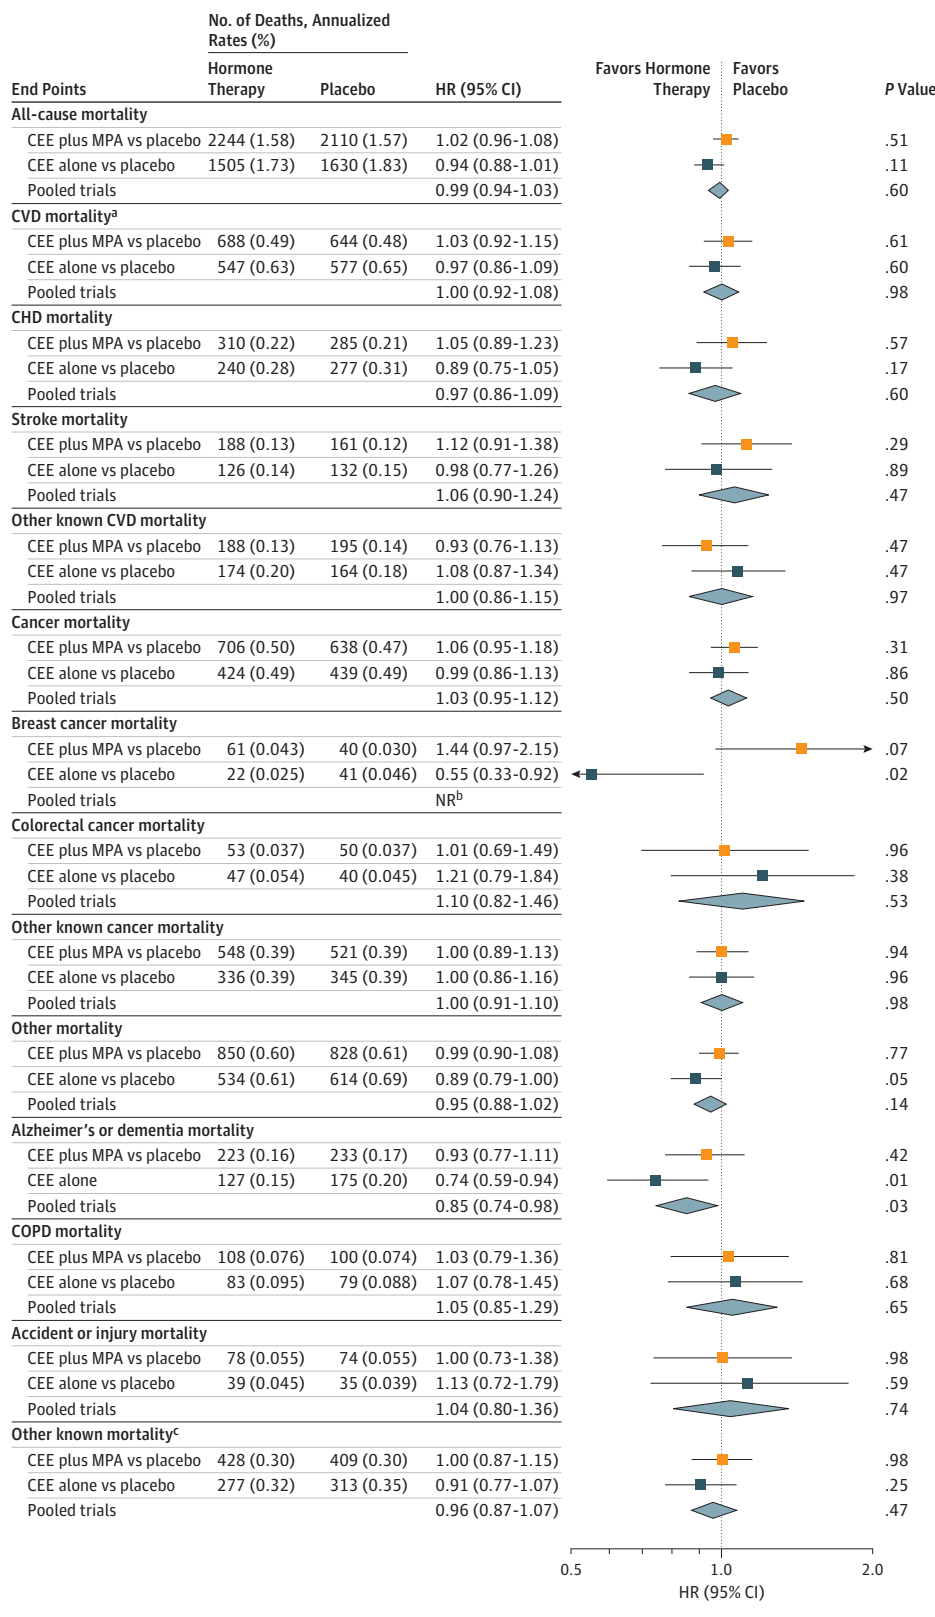 No. of Deaths, Annualized
Rates (%)
Hormone Favors Hormone Favors
End Points Therapy Placebo HR (95% CI) Therapy Placebo P Value
All-cause mortality
CEE plus MPA vs placebo 2244 (1.58) 2110 (1.57) 1.02 (0.96-1.08) .51
CEE alone vs placebo 1505 (1.73) 1630 (1.83) 0.94 (0.88-1.01) .11
Pooled trials 0.99 (0.94-1.03) .60
CVD mortalityᵃ
CEE plus MPA vs placebo 688 (0.49) 644 (0.48) 1.03 (0.92-1.15) .61
CEE alone vs placebo 547 (0.63) 577 (0.65) 0.97 (0.86-1.09) .60
Pooled trials 1.00 (0.92-1.08) .98
CHD mortality
CEE plus MPA vs placebo 310 (0.22) 285 (0.21) 1.05 (0.89-1.23) .57
CEE alone vs placebo 240 (0.28) 277 (0.31) 0.89 (0.75-1.05) .17
Pooled trials 0.97 (0.86-1.09) .60
Stroke mortality
CEE plus MPA vs placebo 188 (0.13) 161 (0.12) 1.12 (0.91-1.38) .29
CEE alone vs placebo 126 (0.14) 132 (0.15) 0.98 (0.77-1.26) .89
Pooled trials 1.06 (0.90-1.24) .47
Other known CVD mortality
CEE plus MPA vs placebo 188 (0.13) 195 (0.14) 0.93 (0.76-1.13) .47
CEE alone vs placebo 174 (0.20) 164 (0.18) 1.08 (0.87-1.34) .47
Pooled trials 1.00 (0.86-1.15) .97
Cancer mortality
CEE plus MPA vs placebo 706 (0.50) 638 (0.47) 1.06 (0.95-1.18) .31
CEE alone vs placebo 424 (0.49) 439 (0.49) 0.99 (0.86-1.13) .86
Pooled trials 1.03 (0.95-1.12) .50
Breast cancer mortality
CEE plus MPA vs placebo 61 (0.043) 40 (0.030) 1.44 (0.97-2.15) .07
CEE alone vs placebo 22 (0.025) 41 (0.046) 0.55 (0.33-0.92) .02
Pooled trials NRᵇ
Colorectal cancer mortality
CEE plus MPA vs placebo 53 (0.037) 50 (0.037) 1.01 (0.69-1.49) .96
CEE alone vs placebo 47 (0.054) 40 (0.045) 1.21 (0.79-1.84) .38
Pooled trials 1.10 (0.82-1.46) .53
Other known cancer mortality
CEE plus MPA vs placebo 548 (0.39) 521 (0.39) 1.00 (0.89-1.13) .94
CEE alone vs placebo 336 (0.39) 345 (0.39) 1.00 (0.86-1.16) .96
Pooled trials 1.00 (0.91-1.10) .98
Other mortality
CEE plus MPA vs placebo 850 (0.60) 828 (0.61) 0.99 (0.90-1.08) .77
CEE alone vs placebo 534 (0.61) 614 (0.69) 0.89 (0.79-1.00) .05
Pooled trials 0.95 (0.88-1.02) .14
Alzheimer's or dementia mortality
CEE plus MPA vs placebo 223 (0.16) 233 (0.17) 0.93 (0.77-1.11) .42
CEE alone 127 (0.15) 175 (0.20) 0.74 (0.59-0.94) .01
Pooled trials 0.85 (0.74-0.98) .03
COPD mortality
CEE plus MPA vs placebo 108 (0.076) 100 (0.074) 1.03 (0.79-1.36) .81
CEE alone vs placebo 83 (0.095) 79 (0.088) 1.07 (0.78-1.45) .68
Pooled trials 1.05 (0.85-1.29) .65
Accident or injury mortality
CEE plus MPA vs placebo 78 (0.055) 74 (0.055) 1.00 (0.73-1.38) .98
CEE alone vs placebo 39 (0.045) 35 (0.039) 1.13 (0.72-1.79) .59
Pooled trials 1.04 (0.80-1.36) .74
Other known mortalityᶜ
CEE plus MPA vs placebo 428 (0.30) 409 (0.30) 1.00 (0.87-1.15) .98
CEE alone vs placebo 277 (0.32) 313 (0.35) 0.91 (0.77-1.07) .25
Pooled trials 0.96 (0.87-1.07) .47
0.5 1.0 2.0
HR (95% CI)